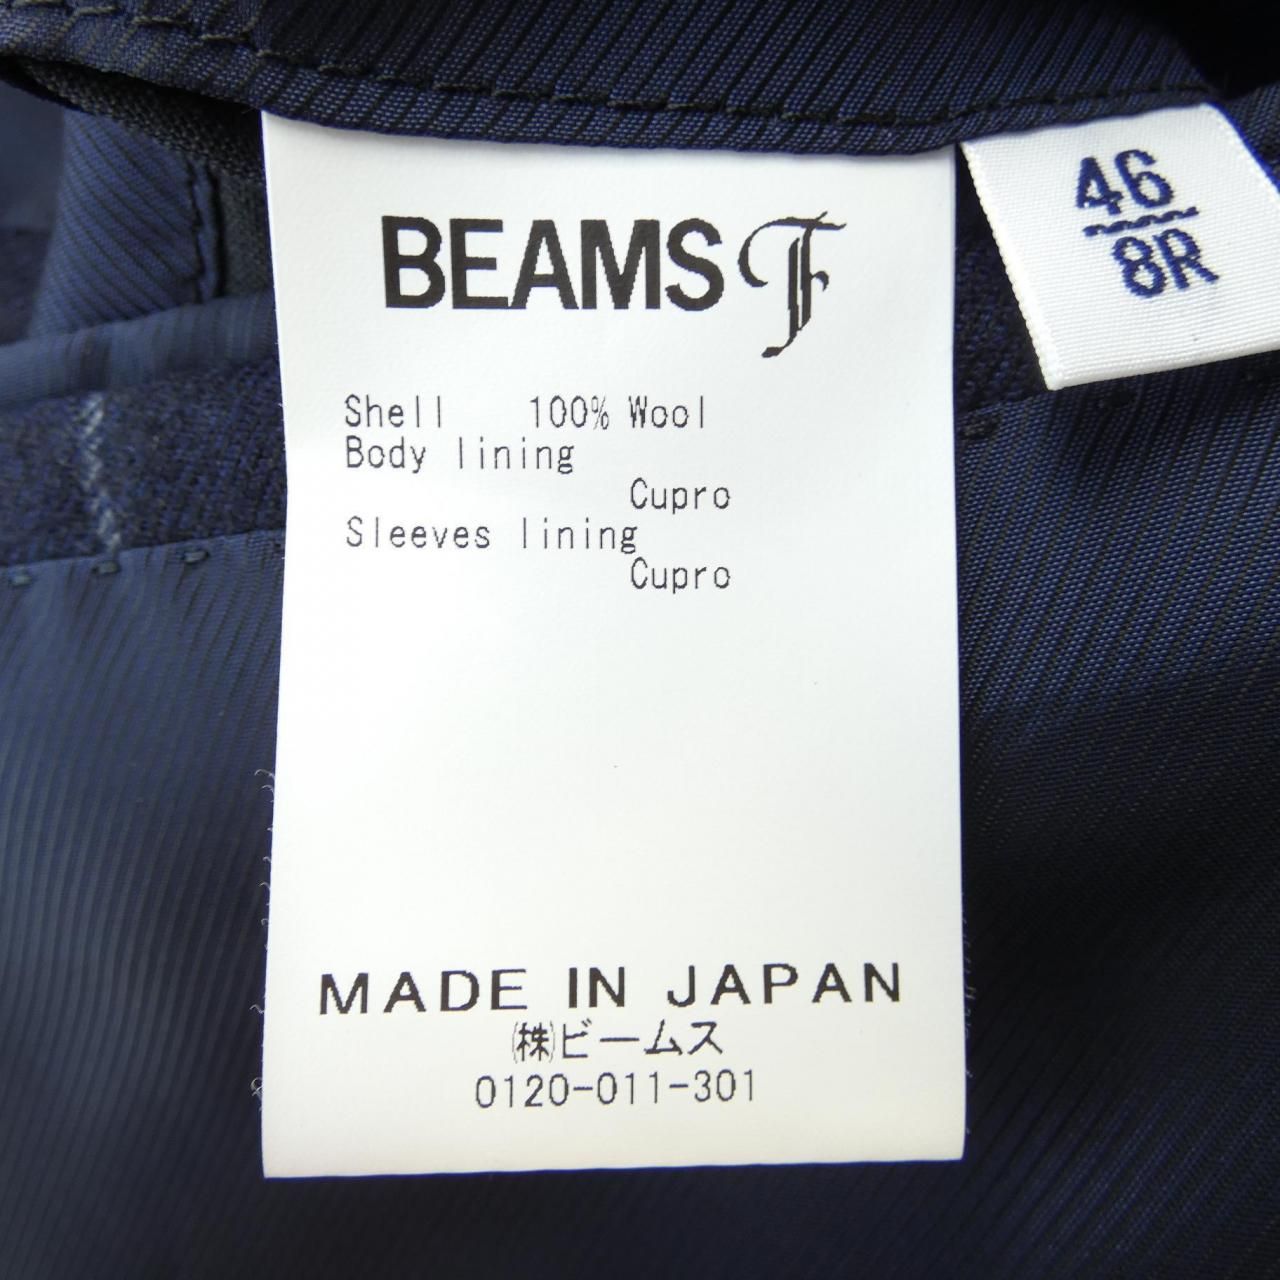 BEAMS F
46
8R
Shell 100% Wool
Body lining
Cupro
Sleeves lining
Cupro
MADE IN JAPAN
㈱ビームス
0120-011-301